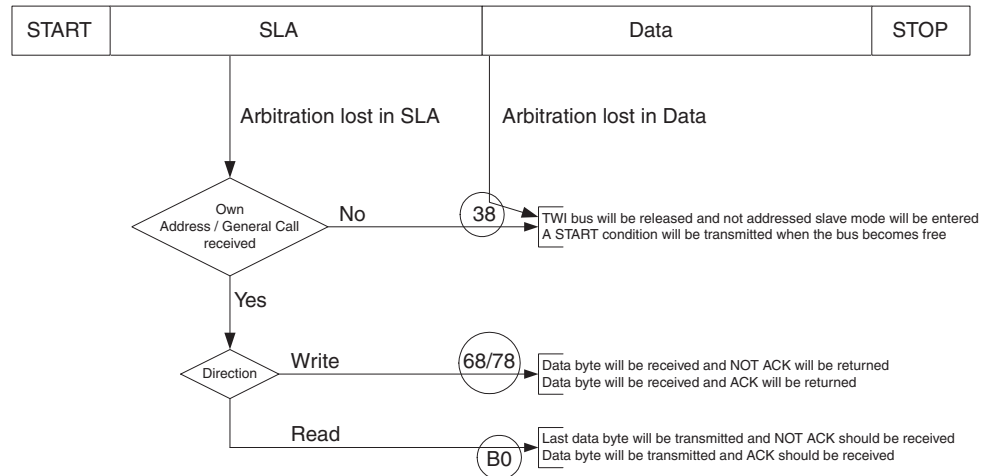 START SLA Data STOP
Arbitration lost in SLA Arbitration lost in Data
Own
Address / General Call
received
No 38
TWI bus will be released and not addressed slave mode will be entered
A START condition will be transmitted when the bus becomes free
Yes
Direction
Write 68/78
Data byte will be received and NOT ACK will be returned
Data byte will be received and ACK will be returned
Read B0
Last data byte will be transmitted and NOT ACK should be received
Data byte will be transmitted and ACK should be received